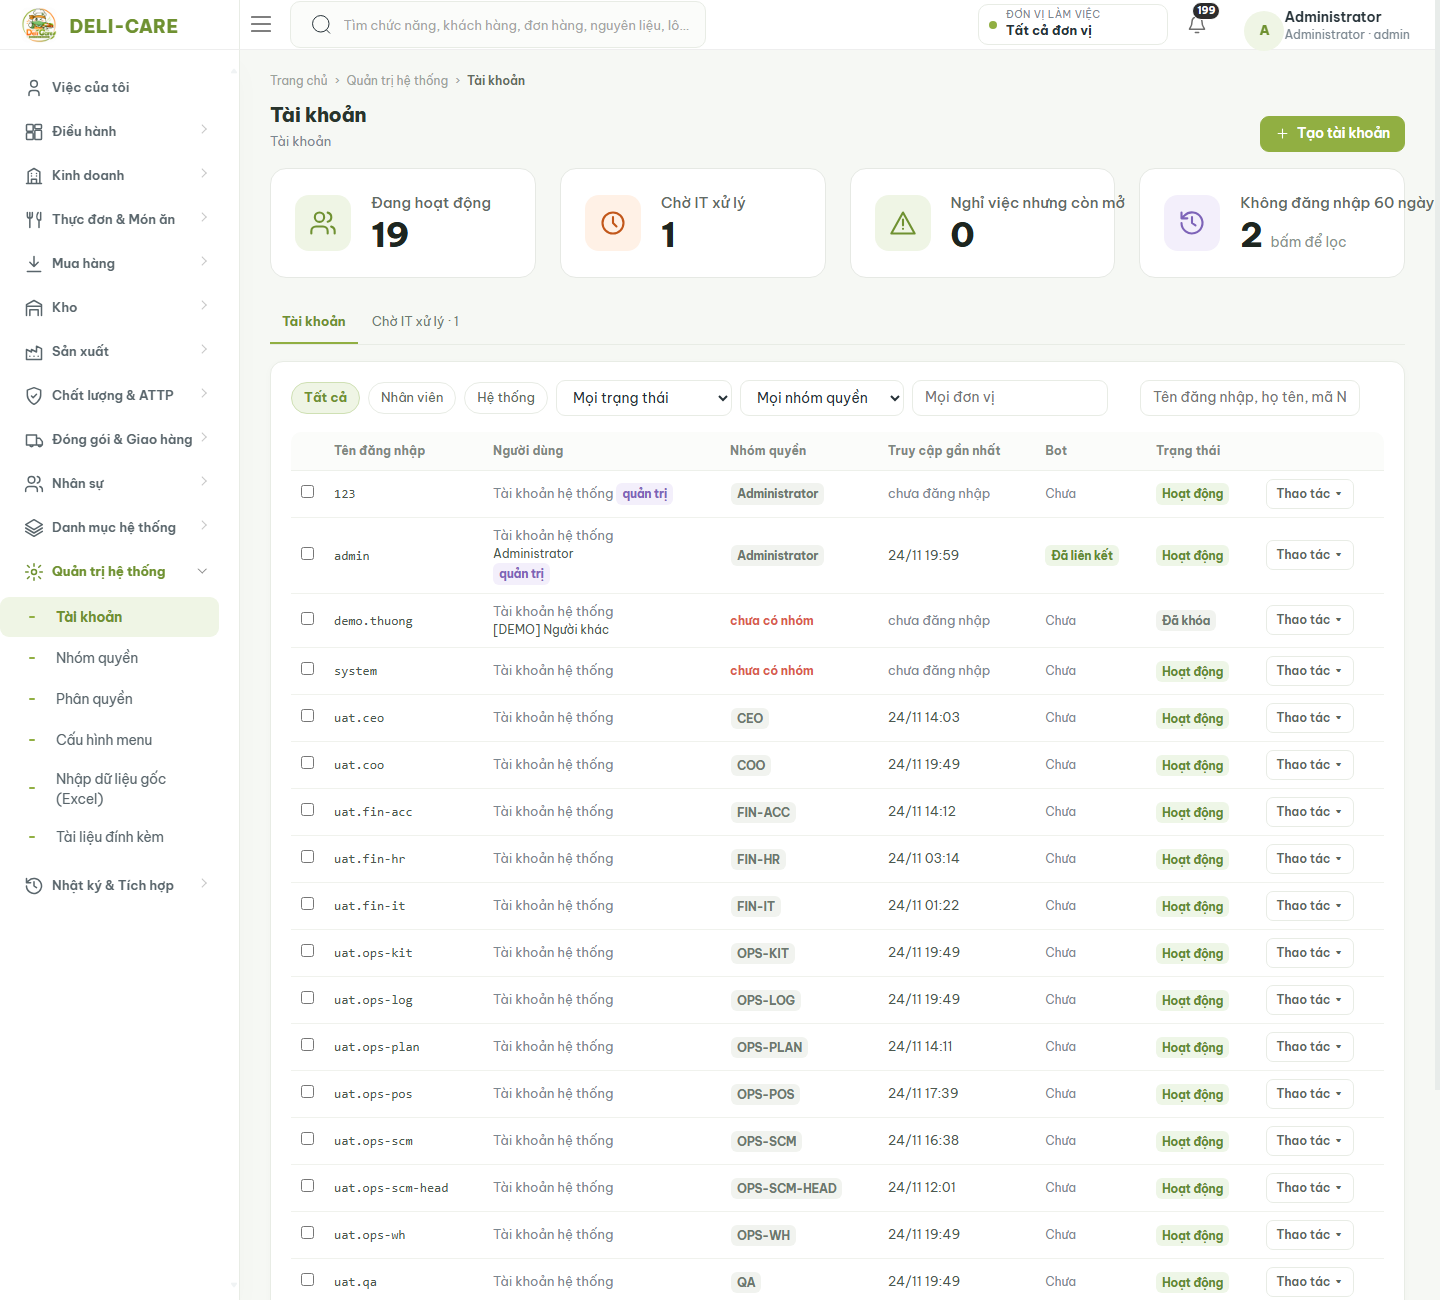 DELI-CARE
Tìm chức năng, khách hàng, đơn hàng, nguyên liệu, lô...
ĐƠN VỊ LÀM VIỆC
Tất cả đơn vị
199
A
Administrator
Administrator · admin
Việc của tôi
Điều hành
Kinh doanh
Thực đơn & Món ăn
Mua hàng
Kho
Sản xuất
Chất lượng & ATTP
Đóng gói & Giao hàng
Nhân sự
Danh mục hệ thống
Quản trị hệ thống
Tài khoản
Nhóm quyền
Phân quyền
Cấu hình menu
Nhập dữ liệu gốc
(Excel)
Tài liệu đính kèm
Nhật ký & Tích hợp
Trang chủ › Quản trị hệ thống › Tài khoản
Tài khoản
Tài khoản
+ Tạo tài khoản
Đang hoạt động
19
Chờ IT xử lý
1
Nghỉ việc nhưng còn mở
0
Không đăng nhập 60 ngày
2 bấm để lọc
Tài khoản Chờ IT xử lý · 1
Tất cả Nhân viên Hệ thống Mọi trạng thái Mọi nhóm quyền Mọi đơn vị Tên đăng nhập, họ tên, mã N
Tên đăng nhập Người dùng Nhóm quyền Truy cập gần nhất Bot Trạng thái
123 Tài khoản hệ thống quản trị Administrator chưa đăng nhập Chưa Hoạt động Thao tác
Tài khoản hệ thống
admin Administrator Administrator 24/11 19:59 Đã liên kết Hoạt động Thao tác
quản trị
Tài khoản hệ thống
demo.thuong [DEMO] Người khác chưa có nhóm chưa đăng nhập Chưa Đã khóa Thao tác
system Tài khoản hệ thống chưa có nhóm chưa đăng nhập Chưa Hoạt động Thao tác
uat.ceo Tài khoản hệ thống CEO 24/11 14:03 Chưa Hoạt động Thao tác
uat.coo Tài khoản hệ thống COO 24/11 19:49 Chưa Hoạt động Thao tác
uat.fin-acc Tài khoản hệ thống FIN-ACC 24/11 14:12 Chưa Hoạt động Thao tác
uat.fin-hr Tài khoản hệ thống FIN-HR 24/11 03:14 Chưa Hoạt động Thao tác
uat.fin-it Tài khoản hệ thống FIN-IT 24/11 01:22 Chưa Hoạt động Thao tác
uat.ops-kit Tài khoản hệ thống OPS-KIT 24/11 19:49 Chưa Hoạt động Thao tác
uat.ops-log Tài khoản hệ thống OPS-LOG 24/11 19:49 Chưa Hoạt động Thao tác
uat.ops-plan Tài khoản hệ thống OPS-PLAN 24/11 14:11 Chưa Hoạt động Thao tác
uat.ops-pos Tài khoản hệ thống OPS-POS 24/11 17:39 Chưa Hoạt động Thao tác
uat.ops-scm Tài khoản hệ thống OPS-SCM 24/11 16:38 Chưa Hoạt động Thao tác
uat.ops-scm-head Tài khoản hệ thống OPS-SCM-HEAD 24/11 12:01 Chưa Hoạt động Thao tác
uat.ops-wh Tài khoản hệ thống OPS-WH 24/11 19:49 Chưa Hoạt động Thao tác
uat.qa Tài khoản hệ thống QA 24/11 19:49 Chưa Hoạt động Thao tác